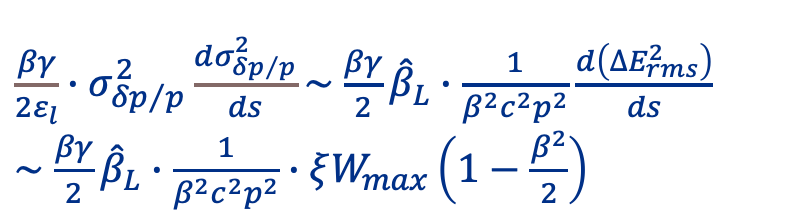 βγ/2ε_l · σ²_{δp/p} dσ²_{δp/p}/ds ~ βγ/2 β̂_L · 1/β²c²p² d(ΔE²_{rms})/ds
~ βγ/2 β̂_L · 1/β²c²p² · ξW_{max} (1 − β²/2)